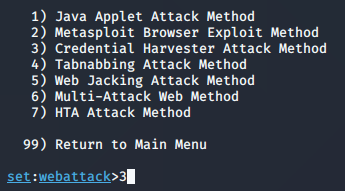 1) Java Applet Attack Method
2) Metasploit Browser Exploit Method
3) Credential Harvester Attack Method
4) Tabnabbing Attack Method
5) Web Jacking Attack Method
6) Multi-Attack Web Method
7) HTA Attack Method
99) Return to Main Menu
set:webattack>3